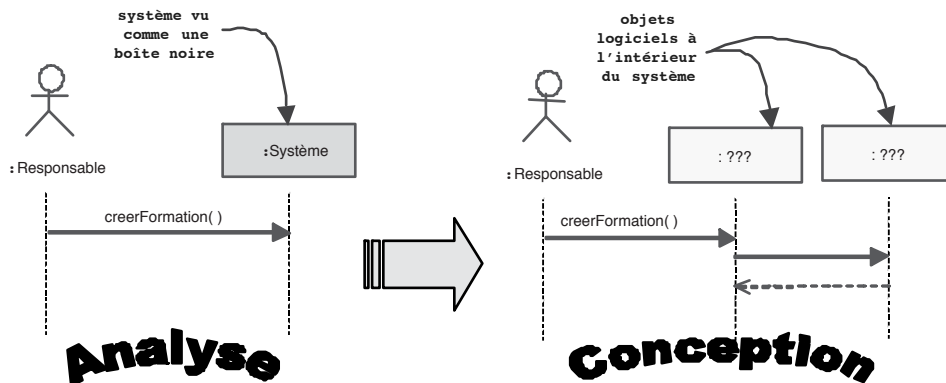 système vu
comme une
boîte noire
:Système
:Responsable
creerFormation( )
Analyse
objets
logiciels à
l'intérieur
du système
: ???
: ???
:Responsable
creerFormation( )
Conception